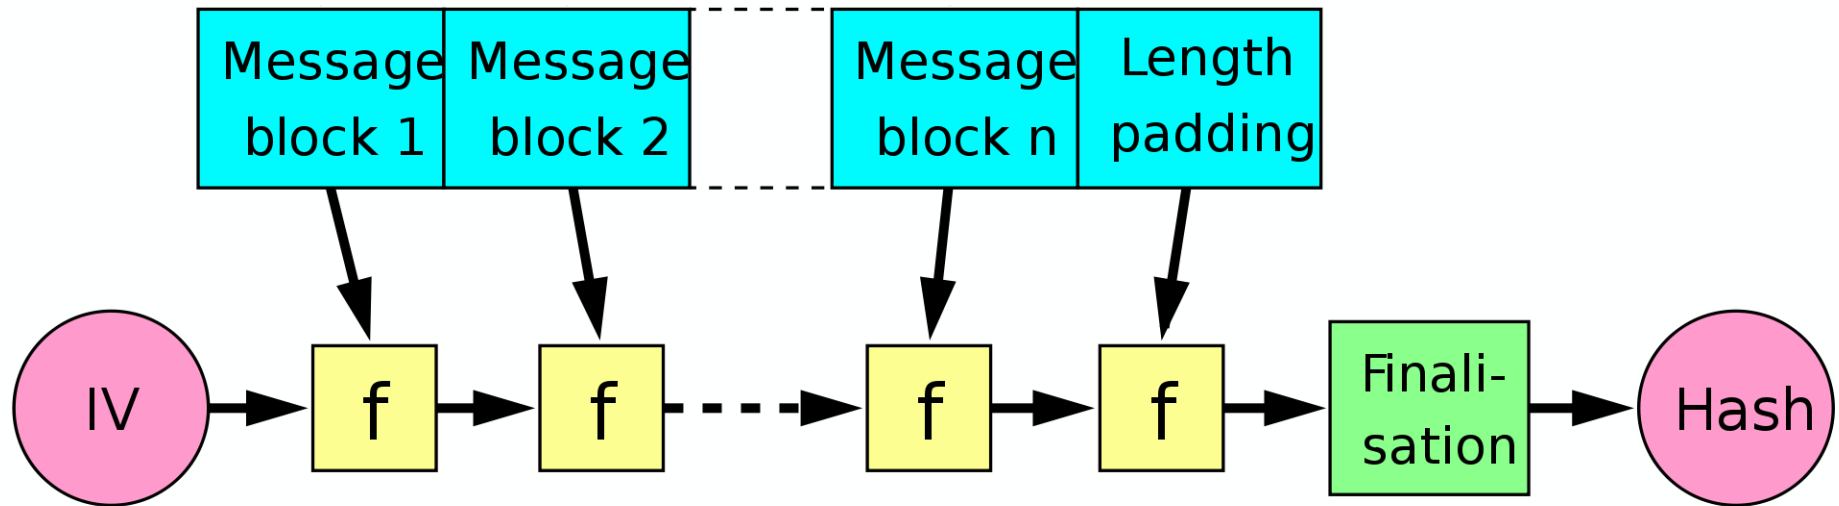 Message
block 1
Message
block 2
Message
block n
Length
padding
IV
f
f
f
f
Finali-
sation
Hash